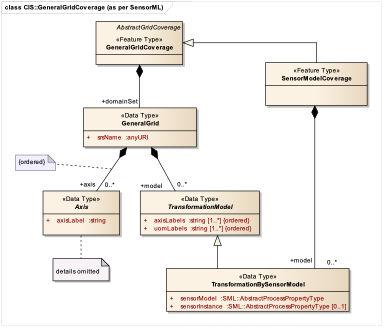 class CIS::GeneralGridCoverage (as per SensorML)
AbstractGridCoverage
«Feature Type»
GeneralGridCoverage
«Feature Type»
SensorModelCoverage
+domainSet
«Data Type»
GeneralGrid
+ srsName :anyURI
{ordered}
+axis 0..*
+model 0..*
«Data Type»
Axis
+ axisLabel :string
«Data Type»
TransformationModel
+ axisLabels :string [1..*] {ordered}
+ uomLabels :string [1..*] {ordered}
details omitted
+model 0..*
«Data Type»
TransformationBySensorModel
+ sensorModel :SML::AbstractProcessPropertyType
+ sensorInstance :SML::AbstractProcessPropertyType [0..1]